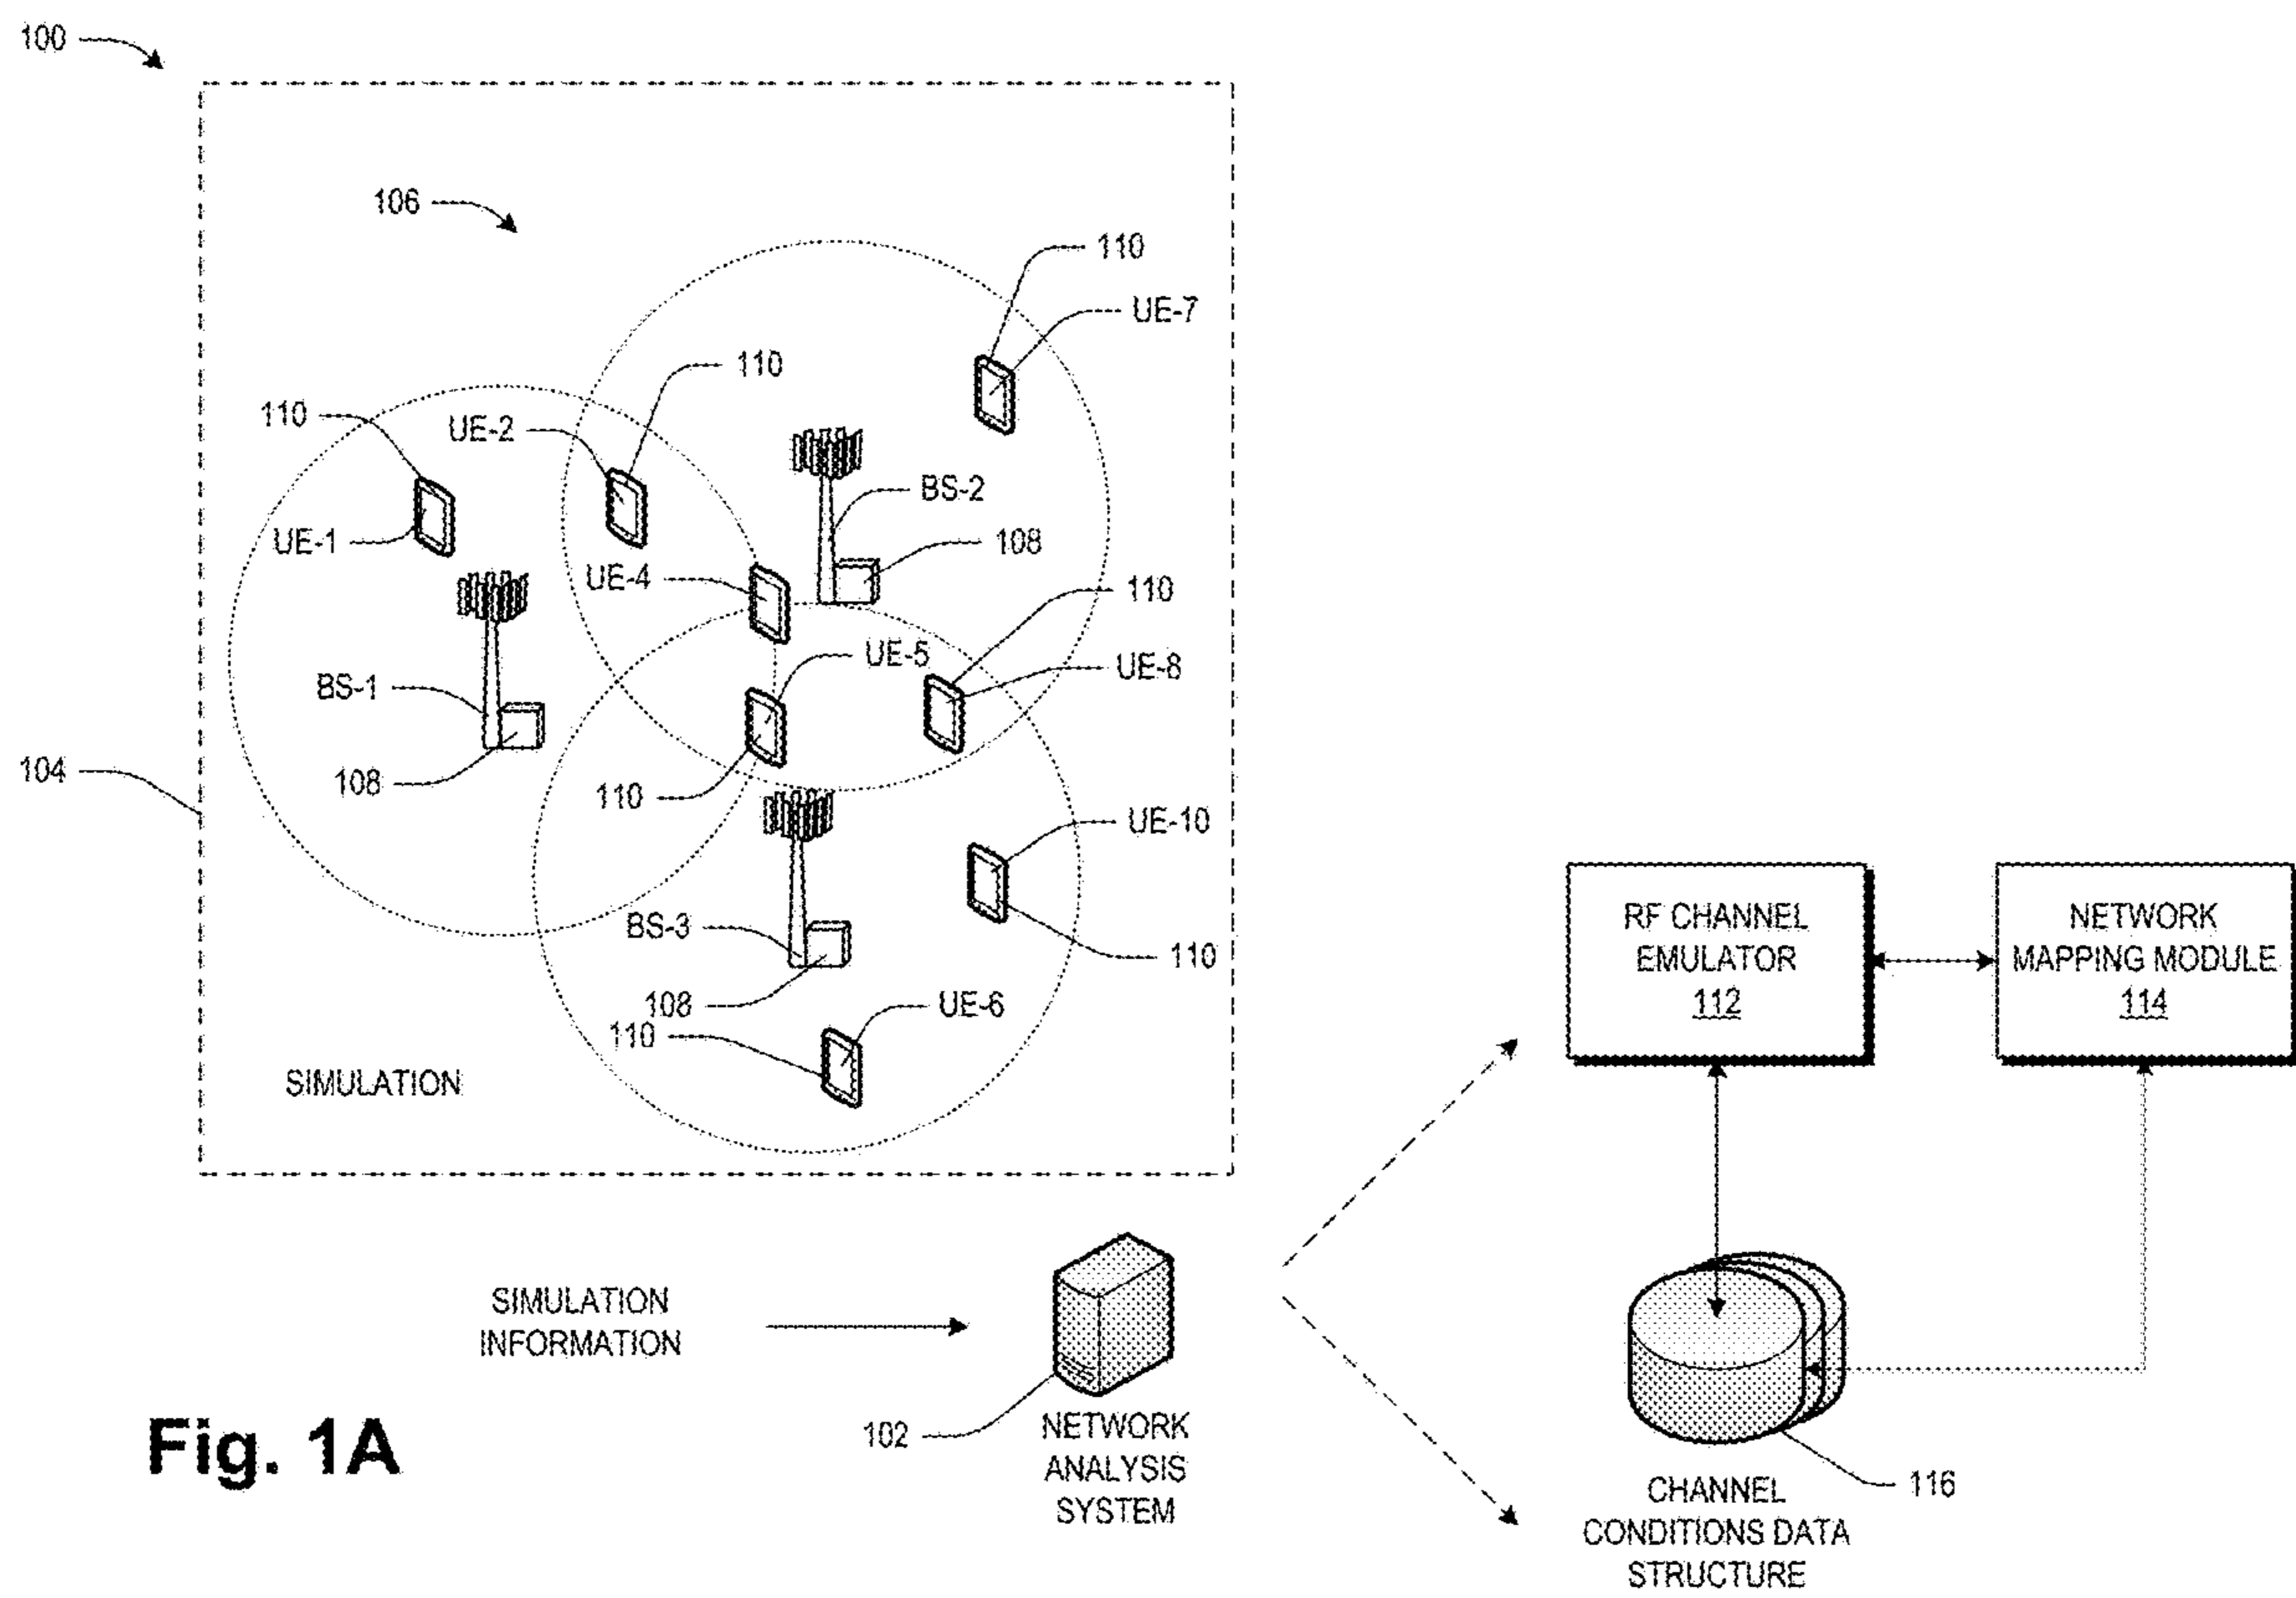 100
106
110
UE-7
110
110
UE-2
BS-2
UE-1
108
UE-4
110
UE-5
UE-8
BS-1
104
108
110
UE-10
BS-3
110
108
UE-6
110
SIMULATION
RF CHANNEL
EMULATOR
112
NETWORK
MAPPING MODULE
114
SIMULATION
INFORMATION
102
NETWORK
ANALYSIS
SYSTEM
116
CHANNEL
CONDITIONS DATA
STRUCTURE
Fig. 1A